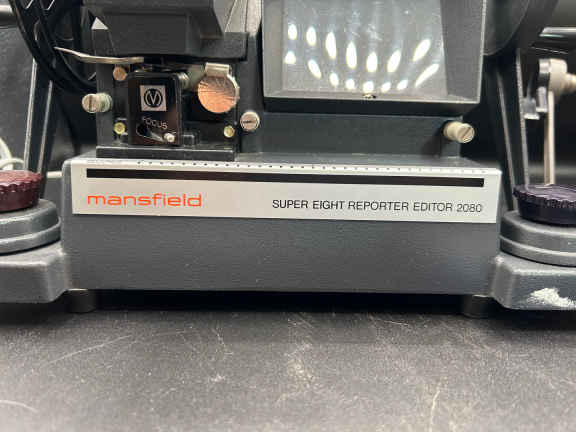 FOCUS
mansfield
SUPER EIGHT REPORTER EDITOR 2080